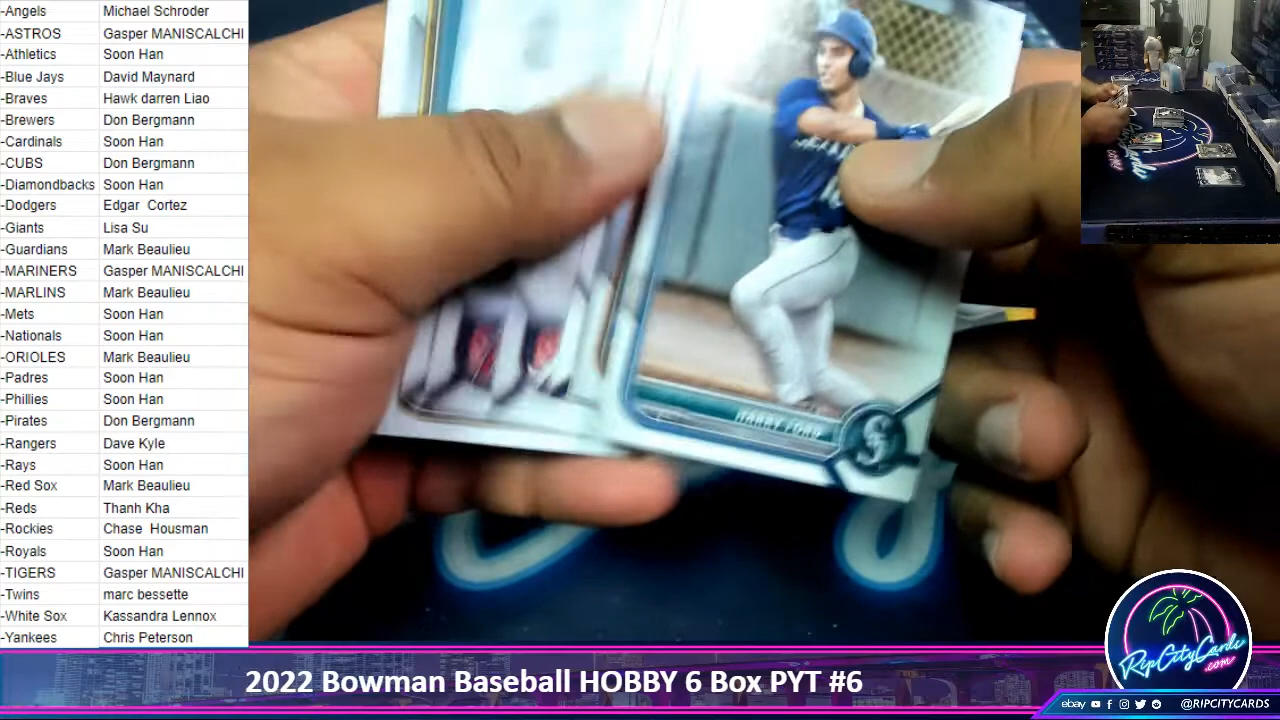 -Angels Michael Schroder
-ASTROS Gasper MANISCALCHI
-Athletics Soon Han
-Blue Jays David Maynard
-Braves Hawk darren Liao
-Brewers Don Bergmann
-Cardinals Soon Han
-CUBS Don Bergmann
-Diamondbacks Soon Han
-Dodgers Edgar Cortez
-Giants Lisa Su
-Guardians Mark Beaulieu
-MARINERS Gasper MANISCALCHI
-MARLINS Mark Beaulieu
-Mets Soon Han
-Nationals Soon Han
-ORIOLES Mark Beaulieu
-Padres Soon Han
-Phillies Soon Han
-Pirates Don Bergmann
-Rangers Dave Kyle
-Rays Soon Han
-Red Sox Mark Beaulieu
-Reds Thanh Kha
-Rockies Chase Housman
-Royals Soon Han
-TIGERS Gasper MANISCALCHI
-Twins marc bessette
-White Sox Kassandra Lennox
-Yankees Chris Peterson
HARRY FORD
2022 Bowman Baseball HOBBY 6 Box PYT #6
RipCityCards
.com
ebay @RIPCITYCARDS